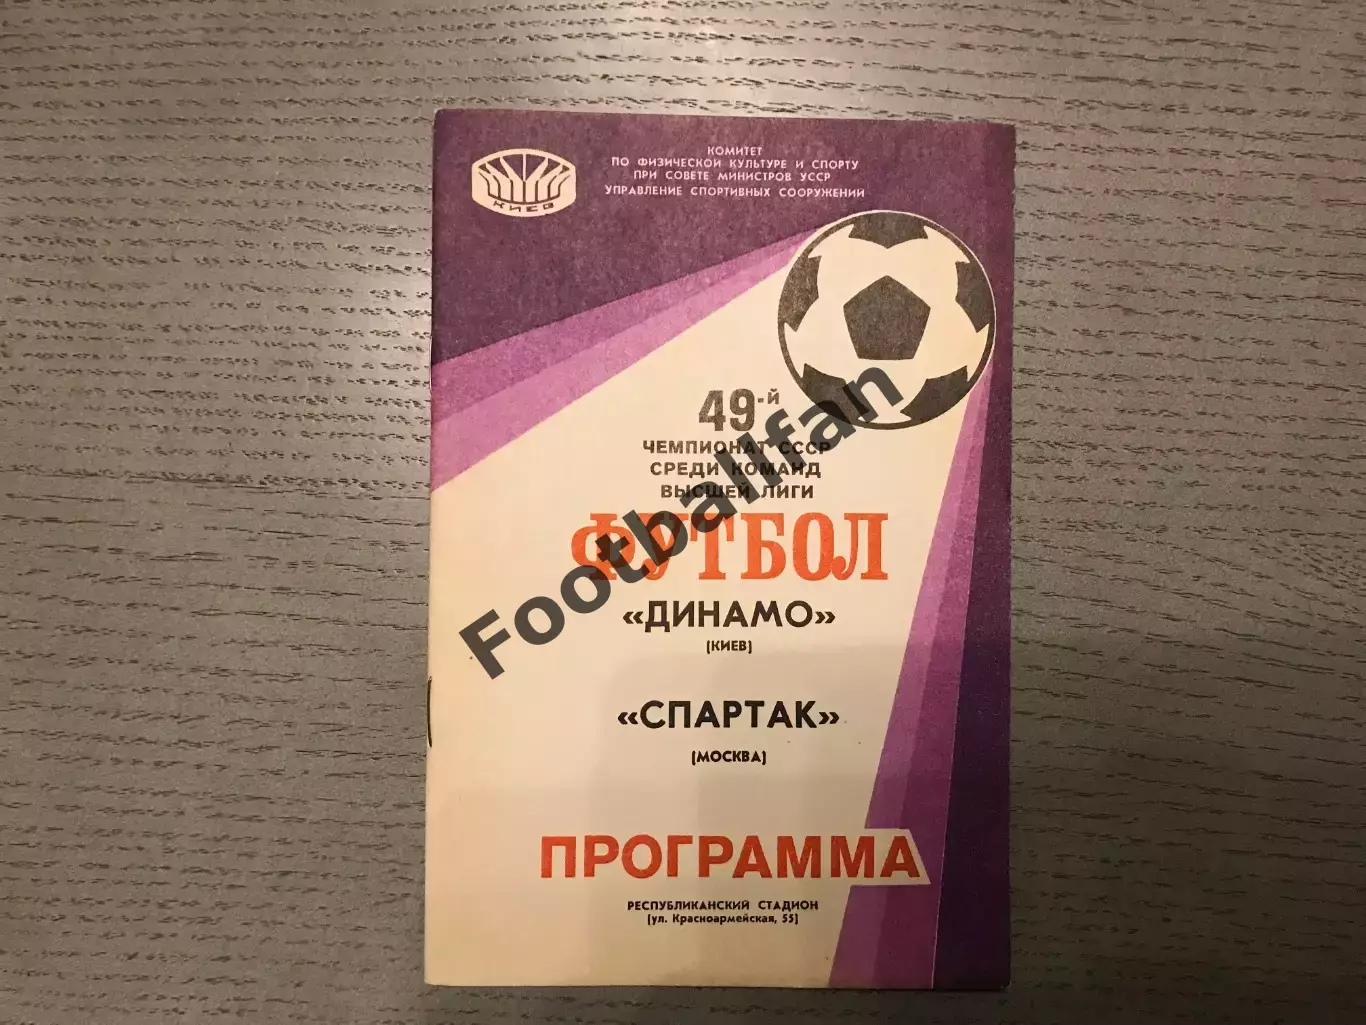 КОМИТЕТ
ПО ФИЗИЧЕСКОЙ КУЛЬТУРЕ И СПОРТУ
ПРИ СОВЕТЕ МИНИСТРОВ УССР
УПРАВЛЕНИЕ СПОРТИВНЫХ СООРУЖЕНИЙ
КИЕВ
49-й
ЧЕМПИОНАТ СССР
СРЕДИ КОМАНД
ВЫСШЕЙ ЛИГИ
ФУТБОЛ
«ДИНАМО»
(КИЕВ)
«СПАРТАК»
(МОСКВА)
ПРОГРАММА
РЕСПУБЛИКАНСКИЙ СТАДИОН
(ул. Красноармейская, 55)
Footballfan